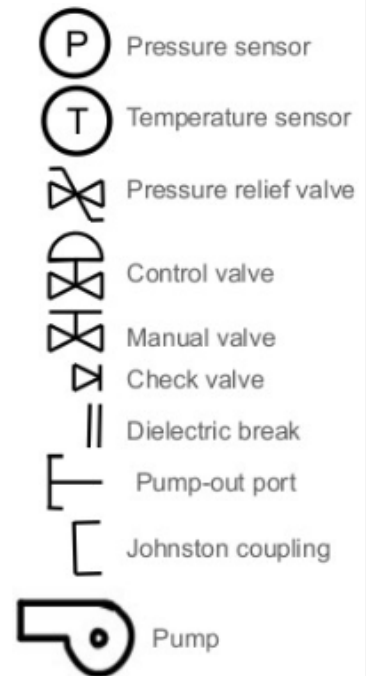 P Pressure sensor
T Temperature sensor
Pressure relief valve
Control valve
Manual valve
Check valve
Dielectric break
Pump-out port
Johnston coupling
Pump